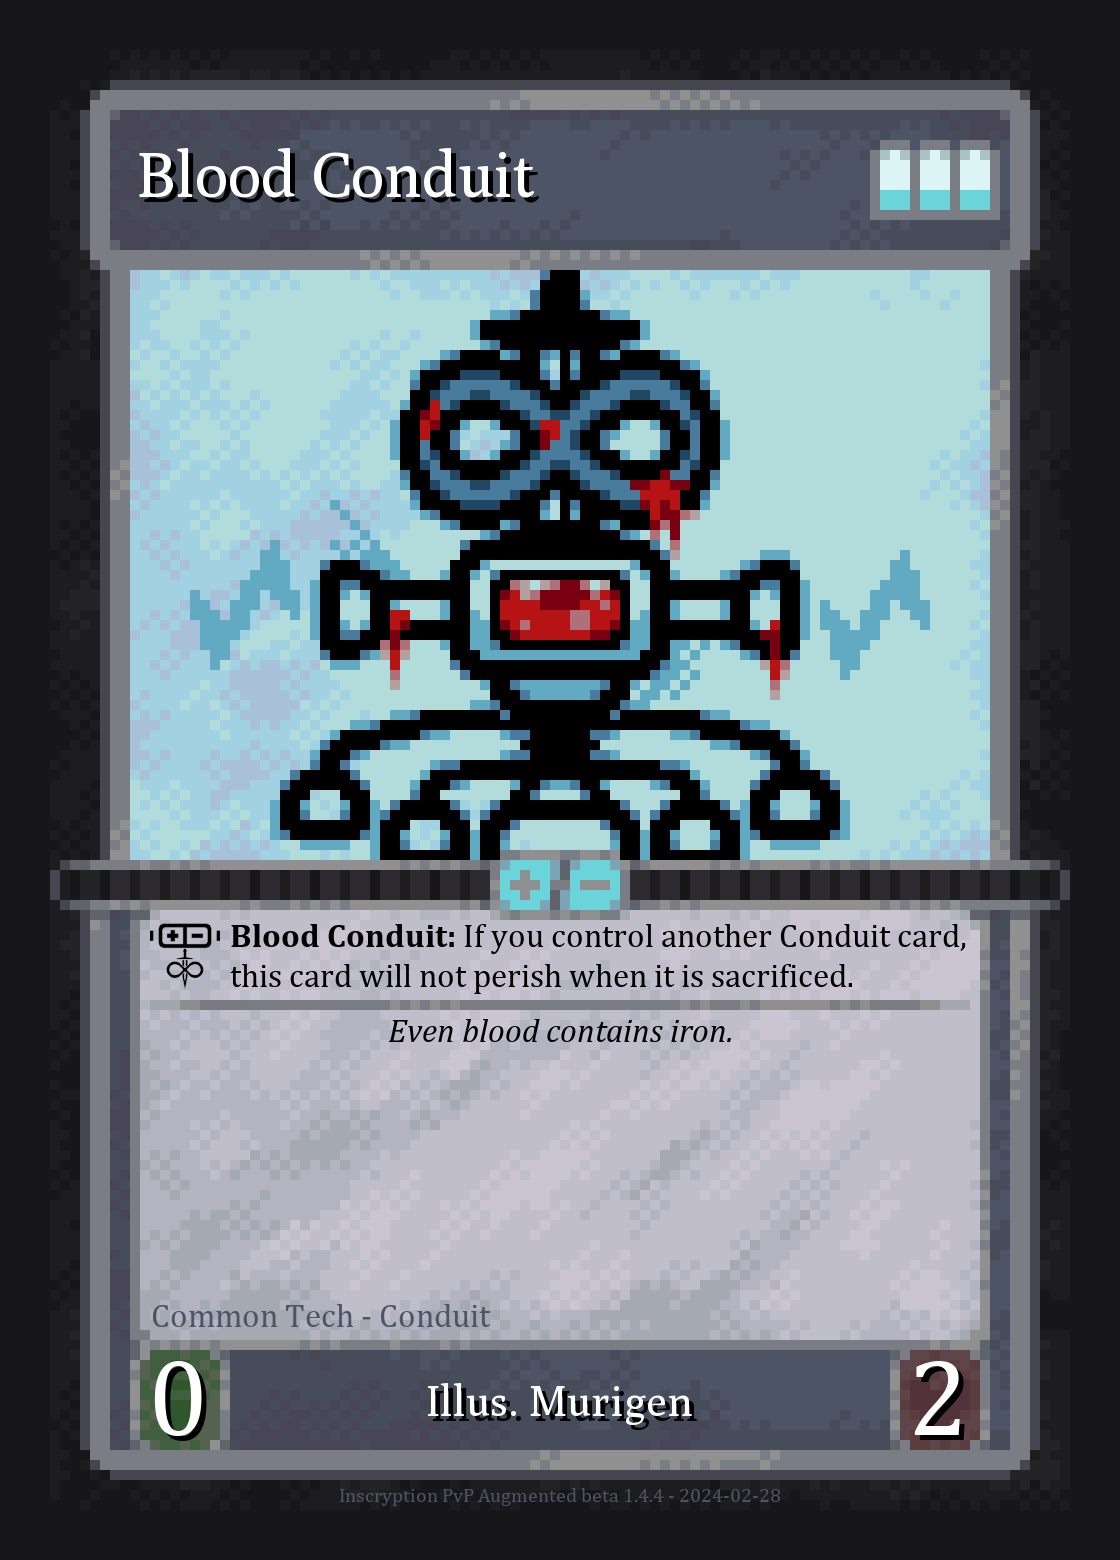 Blood Conduit
Blood Conduit: If you control another Conduit card,
this card will not perish when it is sacrificed.
Even blood contains iron.
Common Tech - Conduit
0
Illus. Murigen
2
Inscryption PvP Augmented beta 1.4.4 - 2024-02-28